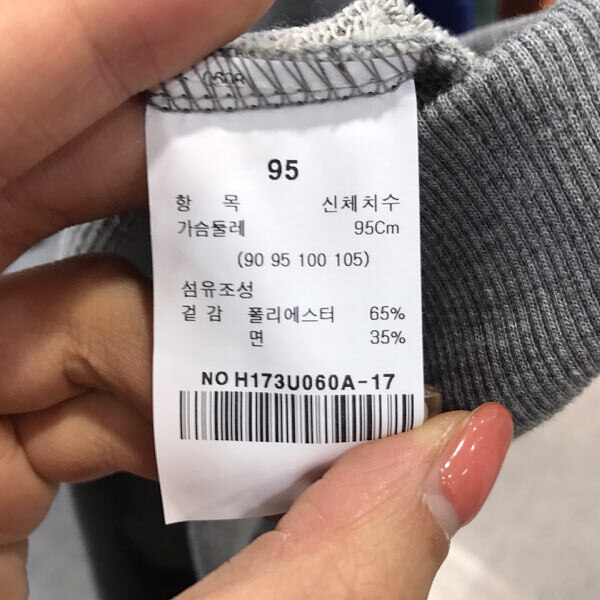 95
항 목 신체치수
가슴둘레 95Cm
(90 95 100 105)
섬유조성
겉 감 폴리에스터 65%
면 35%
NO H173U060A-17